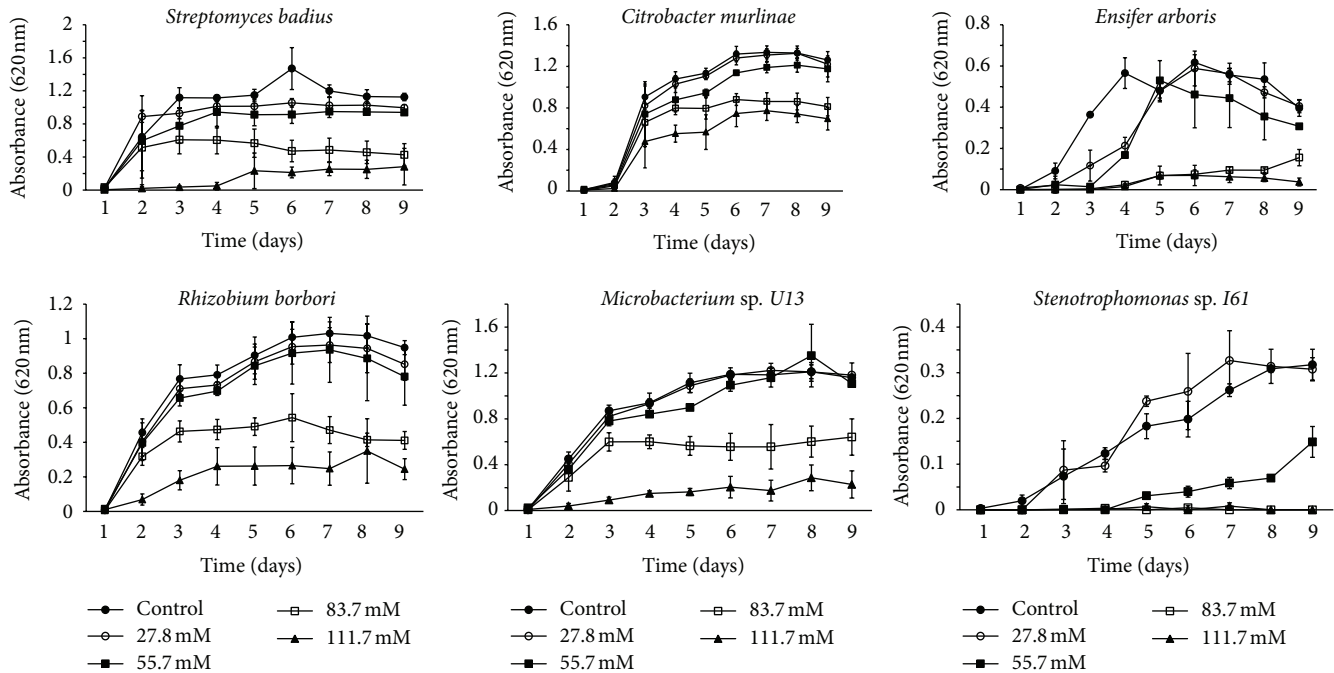 Streptomyces badius
Absorbance (620 nm)
2
1.6
1.2
0.8
0.4
0
1 2 3 4 5 6 7 8 9
Time (days)
Citrobacter murlinae
Absorbance (620 nm)
1.6
1.2
0.8
0.4
0
1 2 3 4 5 6 7 8 9
Time (days)
Ensifer arboris
Absorbance (620 nm)
0.8
0.6
0.4
0.2
0
1 2 3 4 5 6 7 8 9
Time (days)
Rhizobium borbori
Absorbance (620 nm)
1.2
1
0.8
0.6
0.4
0.2
0
1 2 3 4 5 6 7 8 9
Time (days)
Microbacterium sp. U13
Absorbance (620 nm)
1.6
1.2
0.8
0.4
0
1 2 3 4 5 6 7 8 9
Time (days)
Stenotrophomonas sp. I61
Absorbance (620 nm)
0.4
0.3
0.2
0.1
0
1 2 3 4 5 6 7 8 9
Time (days)
Control
27.8 mM
55.7 mM
83.7 mM
111.7 mM
Control
27.8 mM
55.7 mM
83.7 mM
111.7 mM
Control
27.8 mM
55.7 mM
83.7 mM
111.7 mM